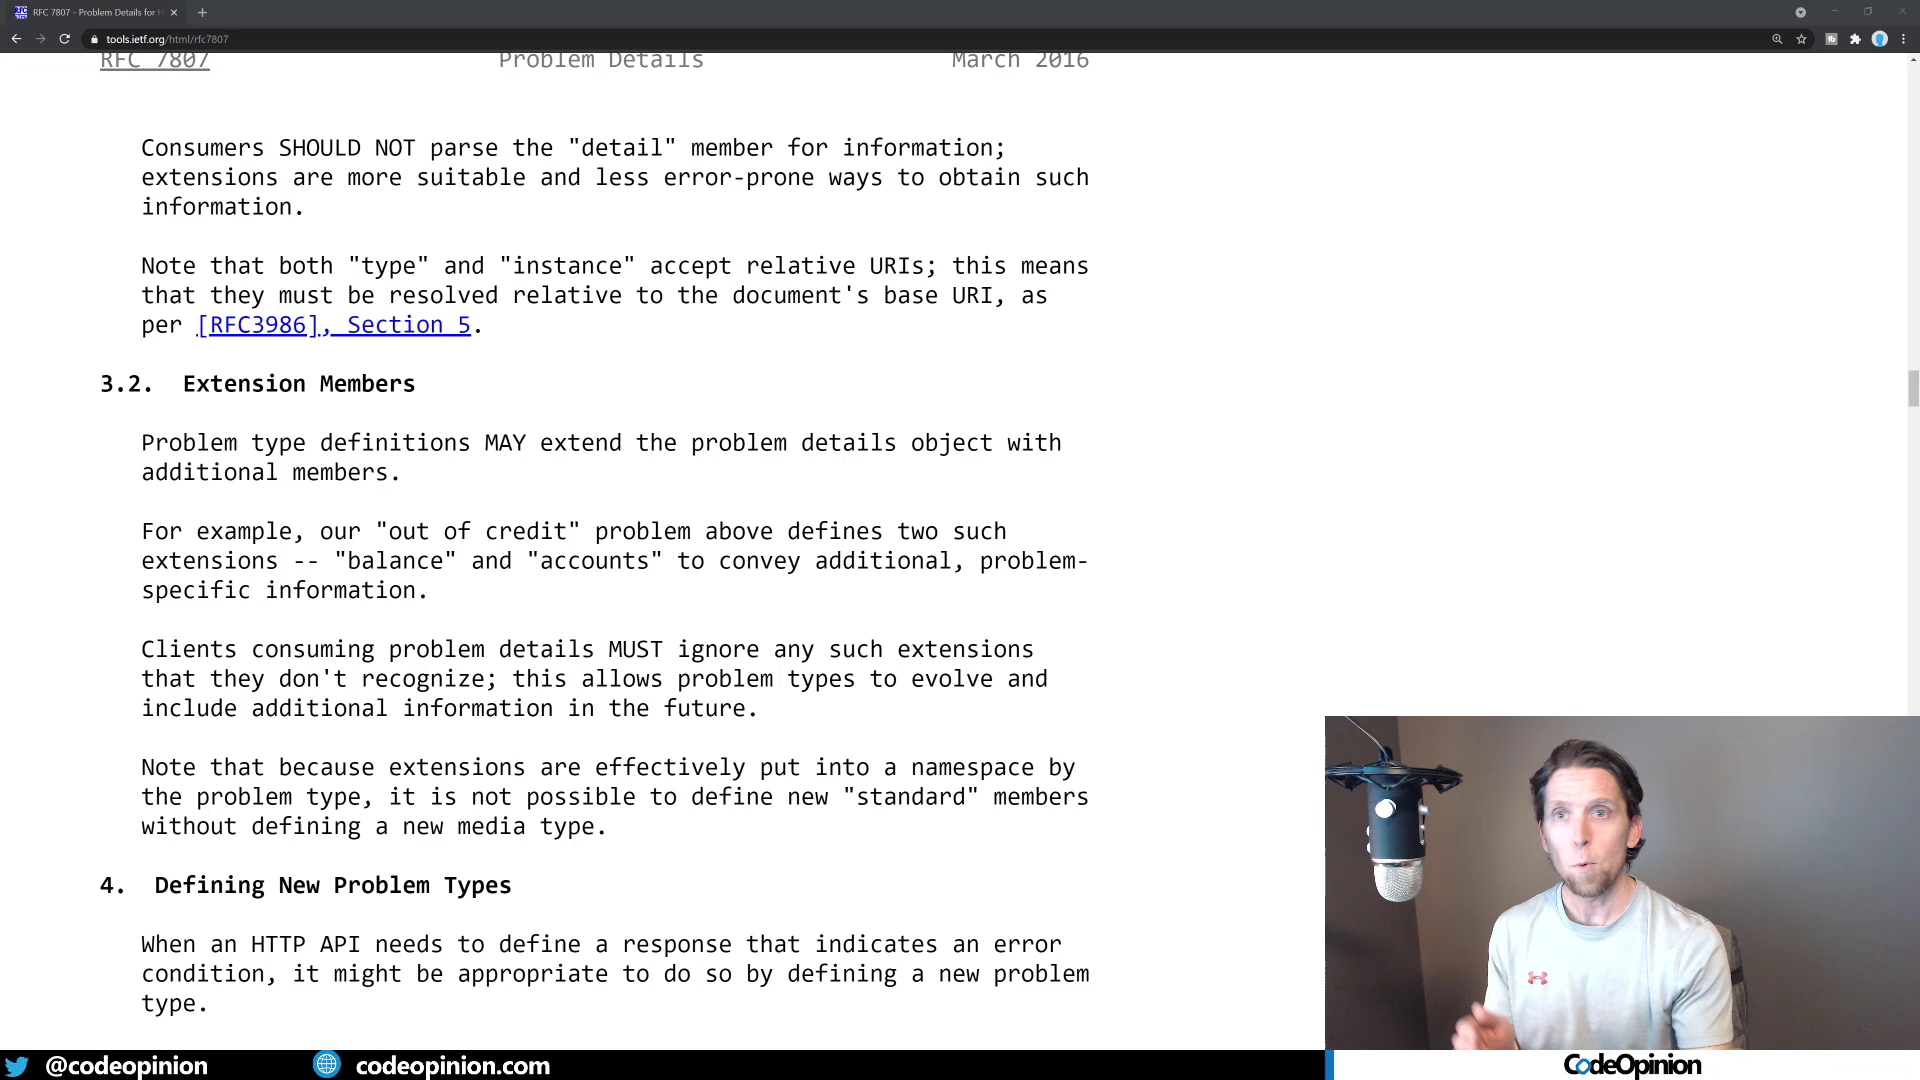 RFC 7807 - Problem Details for H
tools.ietf.org/html/rfc7807
RFC 7807 Problem Details March 2016
Consumers SHOULD NOT parse the "detail" member for information;
extensions are more suitable and less error-prone ways to obtain such
information.
Note that both "type" and "instance" accept relative URIs; this means
that they must be resolved relative to the document's base URI, as
per [RFC3986], Section 5.
3.2. Extension Members
Problem type definitions MAY extend the problem details object with
additional members.
For example, our "out of credit" problem above defines two such
extensions -- "balance" and "accounts" to convey additional, problem-
specific information.
Clients consuming problem details MUST ignore any such extensions
that they don't recognize; this allows problem types to evolve and
include additional information in the future.
Note that because extensions are effectively put into a namespace by
the problem type, it is not possible to define new "standard" members
without defining a new media type.
4. Defining New Problem Types
When an HTTP API needs to define a response that indicates an error
condition, it might be appropriate to do so by defining a new problem
type.
@codeopinion codeopinion.com CodeOpinion